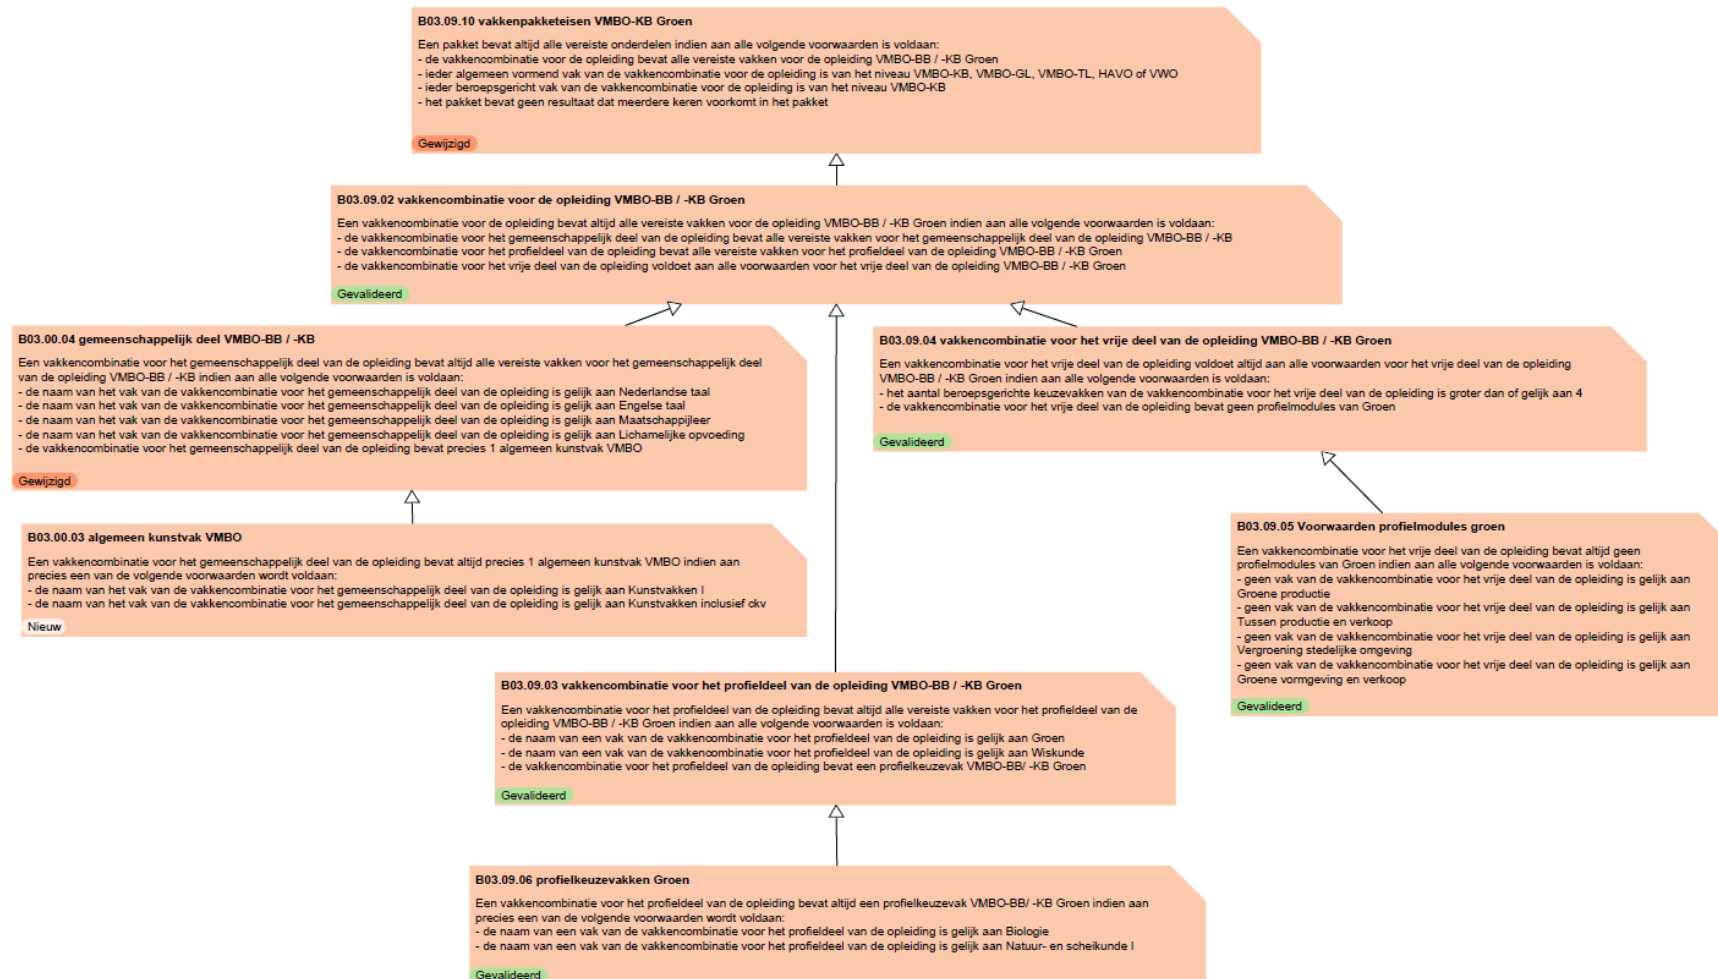 B03.09.10 vakkenpakketeisen VMBO-KB Groen
Een pakket bevat altijd alle vereiste onderdelen indien aan alle volgende voorwaarden is voldaan:
- de vakkencombinatie voor de opleiding bevat alle vereiste vakken voor de opleiding VMBO-BB / -KB Groen
- ieder algemeen vormend vak van de vakkencombinatie voor de opleiding is van het niveau VMBO-KB, VMBO-GL, VMBO-TL, HAVO of VWO
- ieder beroepsgericht vak van de vakkencombinatie voor de opleiding is van het niveau VMBO-KB
- het pakket bevat geen resultaat dat meerdere keren voorkomt in het pakket
Gewijzigd
B03.09.02 vakkencombinatie voor de opleiding VMBO-BB / -KB Groen
Een vakkencombinatie voor de opleiding bevat altijd alle vereiste vakken voor de opleiding VMBO-BB / -KB Groen indien aan alle volgende voorwaarden is voldaan:
- de vakkencombinatie voor het gemeenschappelijk deel van de opleiding bevat alle vereiste vakken voor het gemeenschappelijk deel van de opleiding VMBO-BB / -KB
- de vakkencombinatie voor het profieldeel van de opleiding bevat alle vereiste vakken voor het profieldeel van de opleiding VMBO-BB / -KB Groen
- de vakkencombinatie voor het vrije deel van de opleiding voldoet aan alle voorwaarden voor het vrije deel van de opleiding VMBO-BB / -KB Groen
Gevalideerd
B03.00.04 gemeenschappelijk deel VMBO-BB / -KB
Een vakkencombinatie voor het gemeenschappelijk deel van de opleiding bevat altijd alle vereiste vakken voor het gemeenschappelijk deel
van de opleiding VMBO-BB / -KB indien aan alle volgende voorwaarden is voldaan:
- de naam van het vak van de vakkencombinatie voor het gemeenschappelijk deel van de opleiding is gelijk aan Nederlandse taal
- de naam van het vak van de vakkencombinatie voor het gemeenschappelijk deel van de opleiding is gelijk aan Engelse taal
- de naam van het vak van de vakkencombinatie voor het gemeenschappelijk deel van de opleiding is gelijk aan Maatschappijleer
- de naam van het vak van de vakkencombinatie voor het gemeenschappelijk deel van de opleiding is gelijk aan Lichamelijke opvoeding
- de vakkencombinatie voor het gemeenschappelijk deel van de opleiding bevat precies 1 algemeen kunstvak VMBO
Gewijzigd
B03.09.04 vakkencombinatie voor het vrije deel van de opleiding VMBO-BB / -KB Groen
Een vakkencombinatie voor het vrije deel van de opleiding voldoet altijd aan alle voorwaarden voor het vrije deel van de opleiding
VMBO-BB / -KB Groen indien aan alle volgende voorwaarden is voldaan:
- het aantal beroepsgerichte keuzevakken van de vakkencombinatie voor het vrije deel van de opleiding is groter dan of gelijk aan 4
- de vakkencombinatie voor het vrije deel van de opleiding bevat geen profielmodules van Groen
Gevalideerd
B03.00.03 algemeen kunstvak VMBO
Een vakkencombinatie voor het gemeenschappelijk deel van de opleiding bevat altijd precies 1 algemeen kunstvak VMBO indien aan
precies een van de volgende voorwaarden wordt voldaan:
- de naam van het vak van de vakkencombinatie voor het gemeenschappelijk deel van de opleiding is gelijk aan Kunstvakken I
- de naam van het vak van de vakkencombinatie voor het gemeenschappelijk deel van de opleiding is gelijk aan Kunstvakken inclusief ckv
Nieuw
B03.09.05 Voorwaarden profielmodules groen
Een vakkencombinatie voor het vrije deel van de opleiding bevat altijd geen
profielmodules van Groen indien aan alle volgende voorwaarden is voldaan:
- geen vak van de vakkencombinatie voor het vrije deel van de opleiding is gelijk aan
Groene productie
- geen vak van de vakkencombinatie voor het vrije deel van de opleiding is gelijk aan
Tussen productie en verkoop
- geen vak van de vakkencombinatie voor het vrije deel van de opleiding is gelijk aan
Vergroening stedelijke omgeving
- geen vak van de vakkencombinatie voor het vrije deel van de opleiding is gelijk aan
Groene vormgeving en verkoop
Gevalideerd
B03.09.03 vakkencombinatie voor het profieldeel van de opleiding VMBO-BB / -KB Groen
Een vakkencombinatie voor het profieldeel van de opleiding bevat altijd alle vereiste vakken voor het profieldeel van de
opleiding VMBO-BB / -KB Groen indien aan alle volgende voorwaarden is voldaan:
- de naam van een vak van de vakkencombinatie voor het profieldeel van de opleiding is gelijk aan Groen
- de naam van een vak van de vakkencombinatie voor het profieldeel van de opleiding is gelijk aan Wiskunde
- de vakkencombinatie voor het profieldeel van de opleiding bevat een profielkeuzevak VMBO-BB/ -KB Groen
Gevalideerd
B03.09.06 profielkeuzevakken Groen
Een vakkencombinatie voor het profieldeel van de opleiding bevat altijd een profielkeuzevak VMBO-BB/ -KB Groen indien aan
precies een van de volgende voorwaarden wordt voldaan:
- de naam van een vak van de vakkencombinatie voor het profieldeel van de opleiding is gelijk aan Biologie
- de naam van een vak van de vakkencombinatie voor het profieldeel van de opleiding is gelijk aan Natuur- en scheikunde I
Gevalideerd